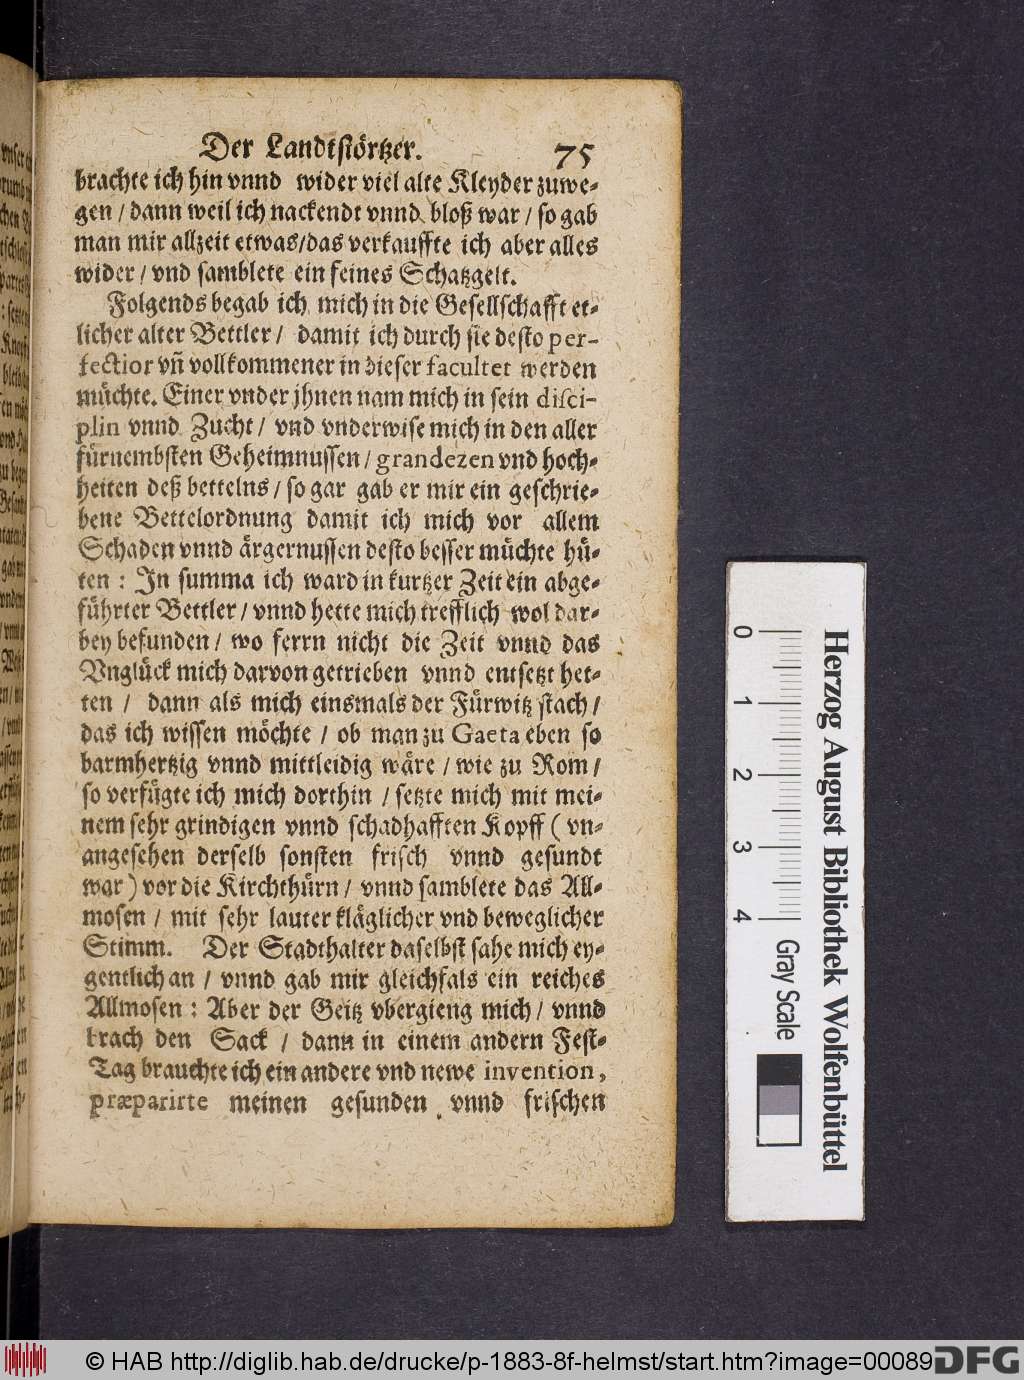 Der Landtstörtzer. 75
brachte ich hin vnnd wider viel alte Kleyder zuwe-
gen / dann weil ich nackendt vnnd bloß war / so gab
man mir allzeit etwas/das verkauffte ich aber alles
wider / vnd samblete ein feines Schatzgelt.
Folgends begab ich mich in die Gesellschafft et-
licher alter Bettler / damit ich durch sie desto per-
fectior vñ vollkommener in dieser facultet werden
müchte. Einer vnder jhnen nam mich in sein disci-
plin vnnd Zucht / vnd vnderwise mich in den aller
fürnembsten Geheimnussen / grandezen vnd hoch-
heiten deß bettelns / so gar gab er mir ein geschrie-
bene Bettelordnung damit ich mich vor allem
Schaden vnnd ärgernussen desto besser müchte hü-
ten : In summa ich ward in kurtzer Zeit ein abge-
führter Bettler / vnnd hette mich trefflich wol dar-
bey befunden / wo ferrn nicht die Zeit vnnd das
Vnglück mich darvon getrieben vnnd entsetzt het-
ten / dann als mich einsmals der Fürwitz stach /
das ich wissen möchte / ob man zu Gaeta eben so
barmhertzig vnnd mittleidig wäre / wie zu Rom /
so verfügte ich mich dorthin / setzte mich mit mei-
nem sehr grindigen vnnd schadhafften Kopff ( vn-
angesehen derselb sonsten frisch vnnd gesundt
war ) vor die Kirchthürn / vnnd samblete das All-
mosen / mit sehr lauter kläglicher vnd beweglicher
Stimm. Der Stadthalter daselbst sahe mich ey-
gentlich an / vnnd gab mir gleichfals ein reiches
Allmosen : Aber der Geitz vbergieng mich / vnnd
brach den Sack / dann in einem andern Fest-
Tag brauchte ich ein andere vnd newe invention,
præparirte meinen gesunden vnnd frischen
Herzog August Bibliothek Wolfenbüttel
0 1 2 3 4 Gray Scale
© HAB http://diglib.hab.de/drucke/p-1883-8f-helmst/start.htm?image=00089 DFG